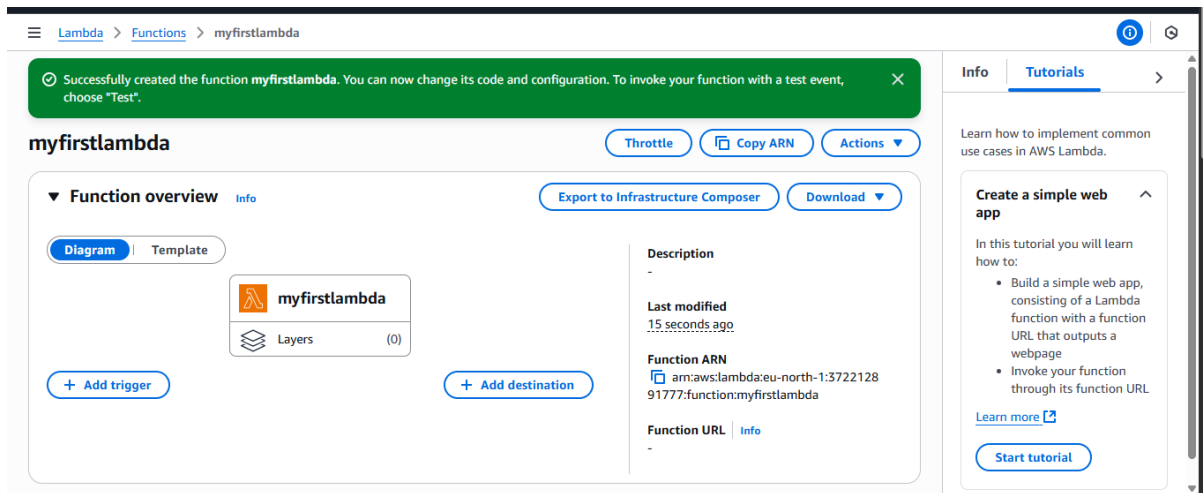 Lambda > Functions > myfirstlambda
Successfully created the function myfirstlambda. You can now change its code and configuration. To invoke your function with a test event,
choose "Test".
myfirstlambda
Throttle
Copy ARN
Actions
Function overview Info
Export to Infrastructure Composer
Download
Diagram
Template
myfirstlambda
Layers (0)
+ Add trigger
+ Add destination
Description
-
Last modified
15 seconds ago
Function ARN
arn:aws:lambda:eu-north-1:3722128
91777:function:myfirstlambda
Function URL Info
-
Info
Tutorials
Learn how to implement common
use cases in AWS Lambda.
Create a simple web
app
In this tutorial you will learn
how to:
• Build a simple web app,
consisting of a Lambda
function with a function
URL that outputs a
webpage
• Invoke your function
through its function URL
Learn more
Start tutorial